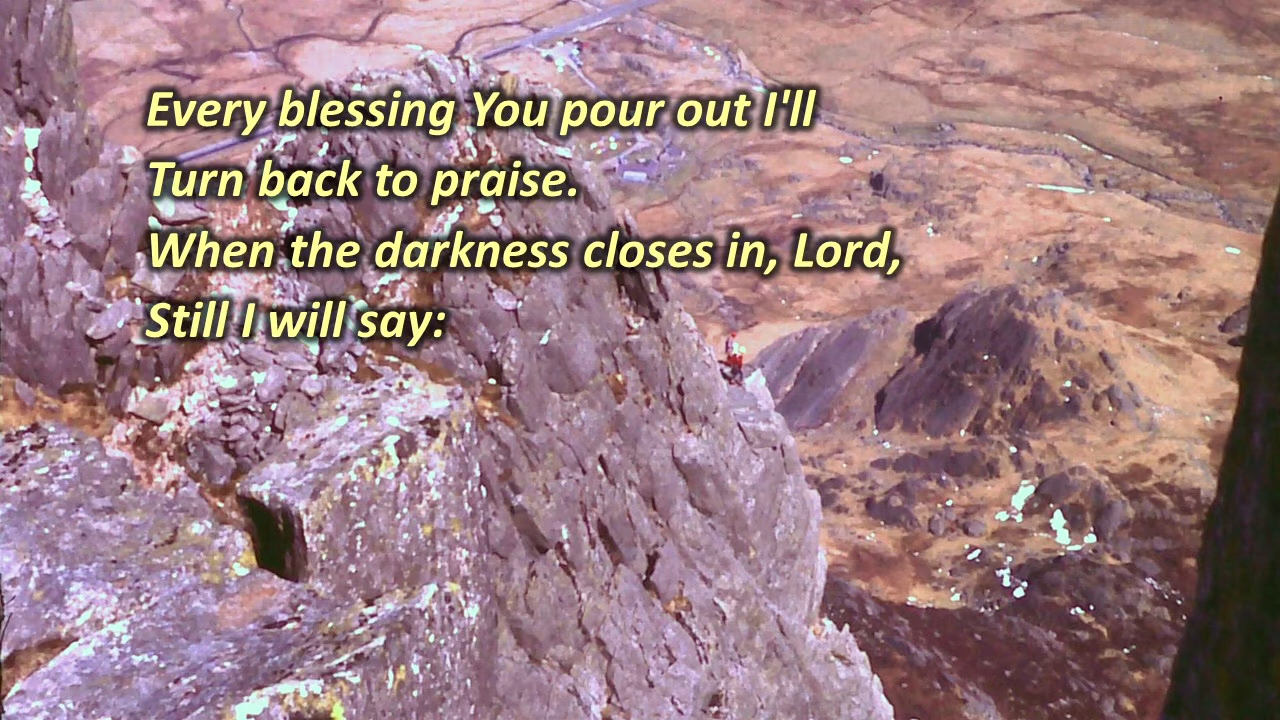 Every blessing You pour out I'll
Turn back to praise.
When the darkness closes in, Lord,
Still I will say: